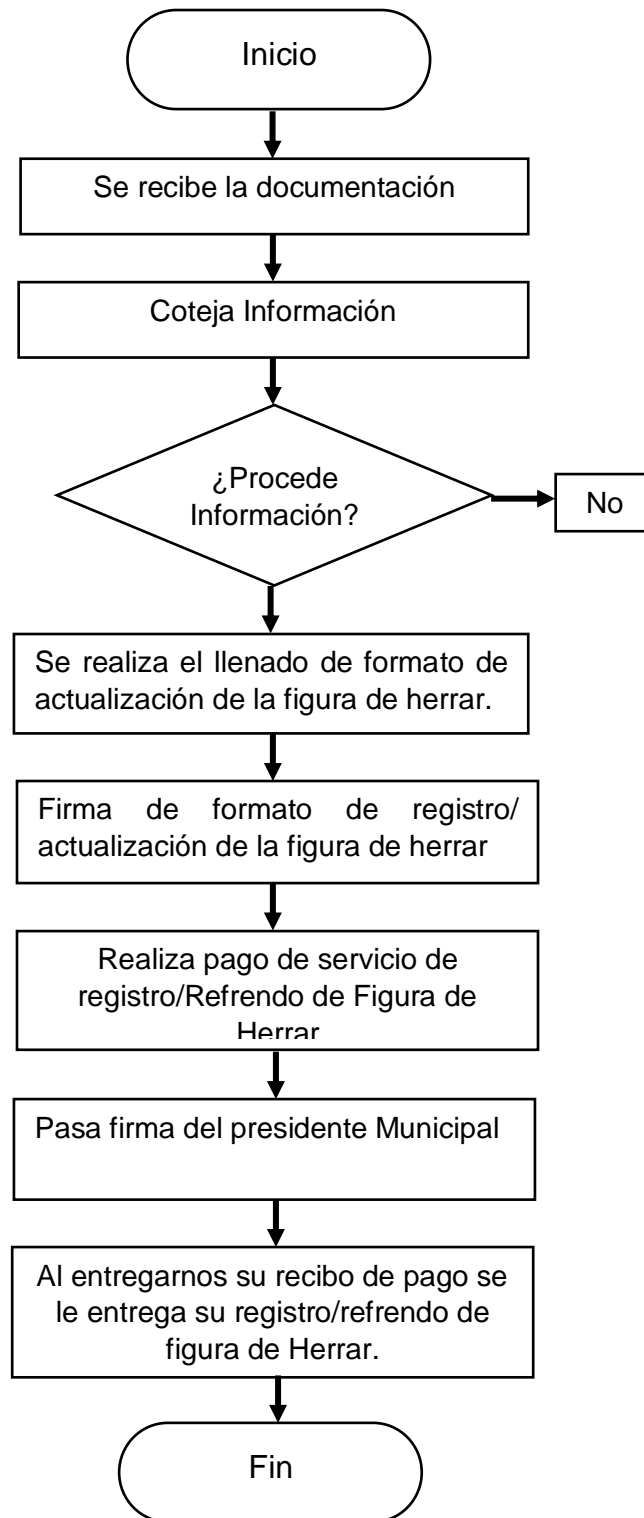 Inicio
Se recibe la documentación
Coteja Información
¿Procede
Información?
No
Se realiza el llenado de formato de
actualización de la figura de herrar.
Firma de formato de registro/
actualización de la figura de herrar
Realiza pago de servicio de
registro/Refrendo de Figura de
Herrar
Pasa firma del presidente Municipal
Al entregarnos su recibo de pago se
le entrega su registro/refrendo de
figura de Herrar.
Fin